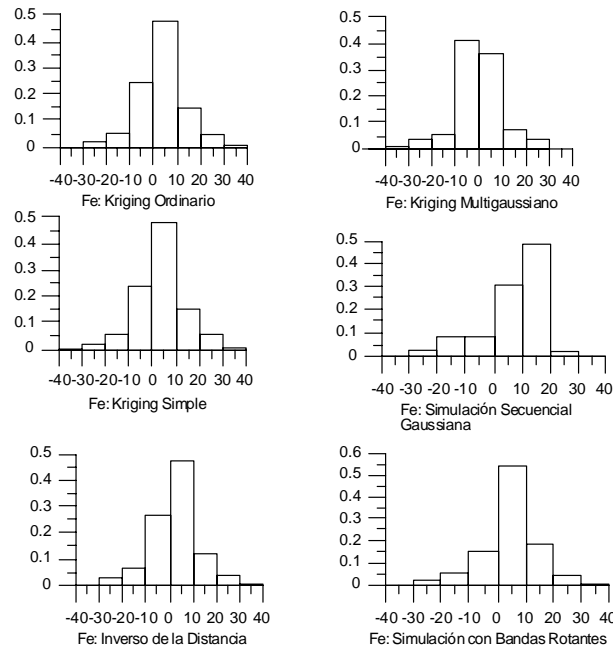 0.5
0.4
0.3
0.2
0.1
0
-40 -30 -20 -10 0 10 20 30 40
Fe: Kriging Ordinario
0.5
0.4
0.3
0.2
0.1
0
-40 -30 -20 -10 0 10 20 30 40
Fe: Kriging Multigaussiano
0.5
0.4
0.3
0.2
0.1
0
-40 -30 -20 -10 0 10 20 30 40
Fe: Kriging Simple
0.5
0.4
0.3
0.2
0.1
0
-40 -30 -20 -10 0 10 20 30 40
Fe: Simulación Secuencial
Gaussiana
0.5
0.4
0.3
0.2
0.1
0
-40 -30 -20 -10 0 10 20 30 40
Fe: Inverso de la Distancia
0.6
0.5
0.4
0.3
0.2
0.1
0
-40 -30 -20 -10 0 10 20 30 40
Fe: Simulación con Bandas Rotantes